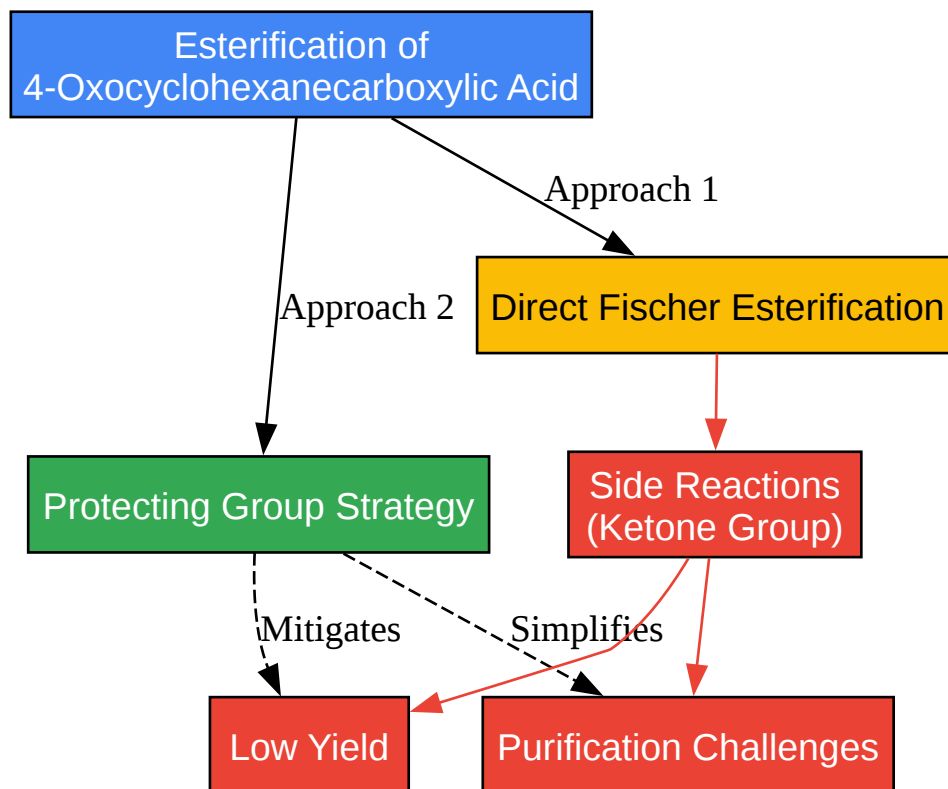 Esterification of
4-Oxocyclohexanecarboxylic Acid
Approach 1
Direct Fischer Esterification
Approach 2
Protecting Group Strategy
Side Reactions
(Ketone Group)
Mitigates
Simplifies
Low Yield
Purification Challenges